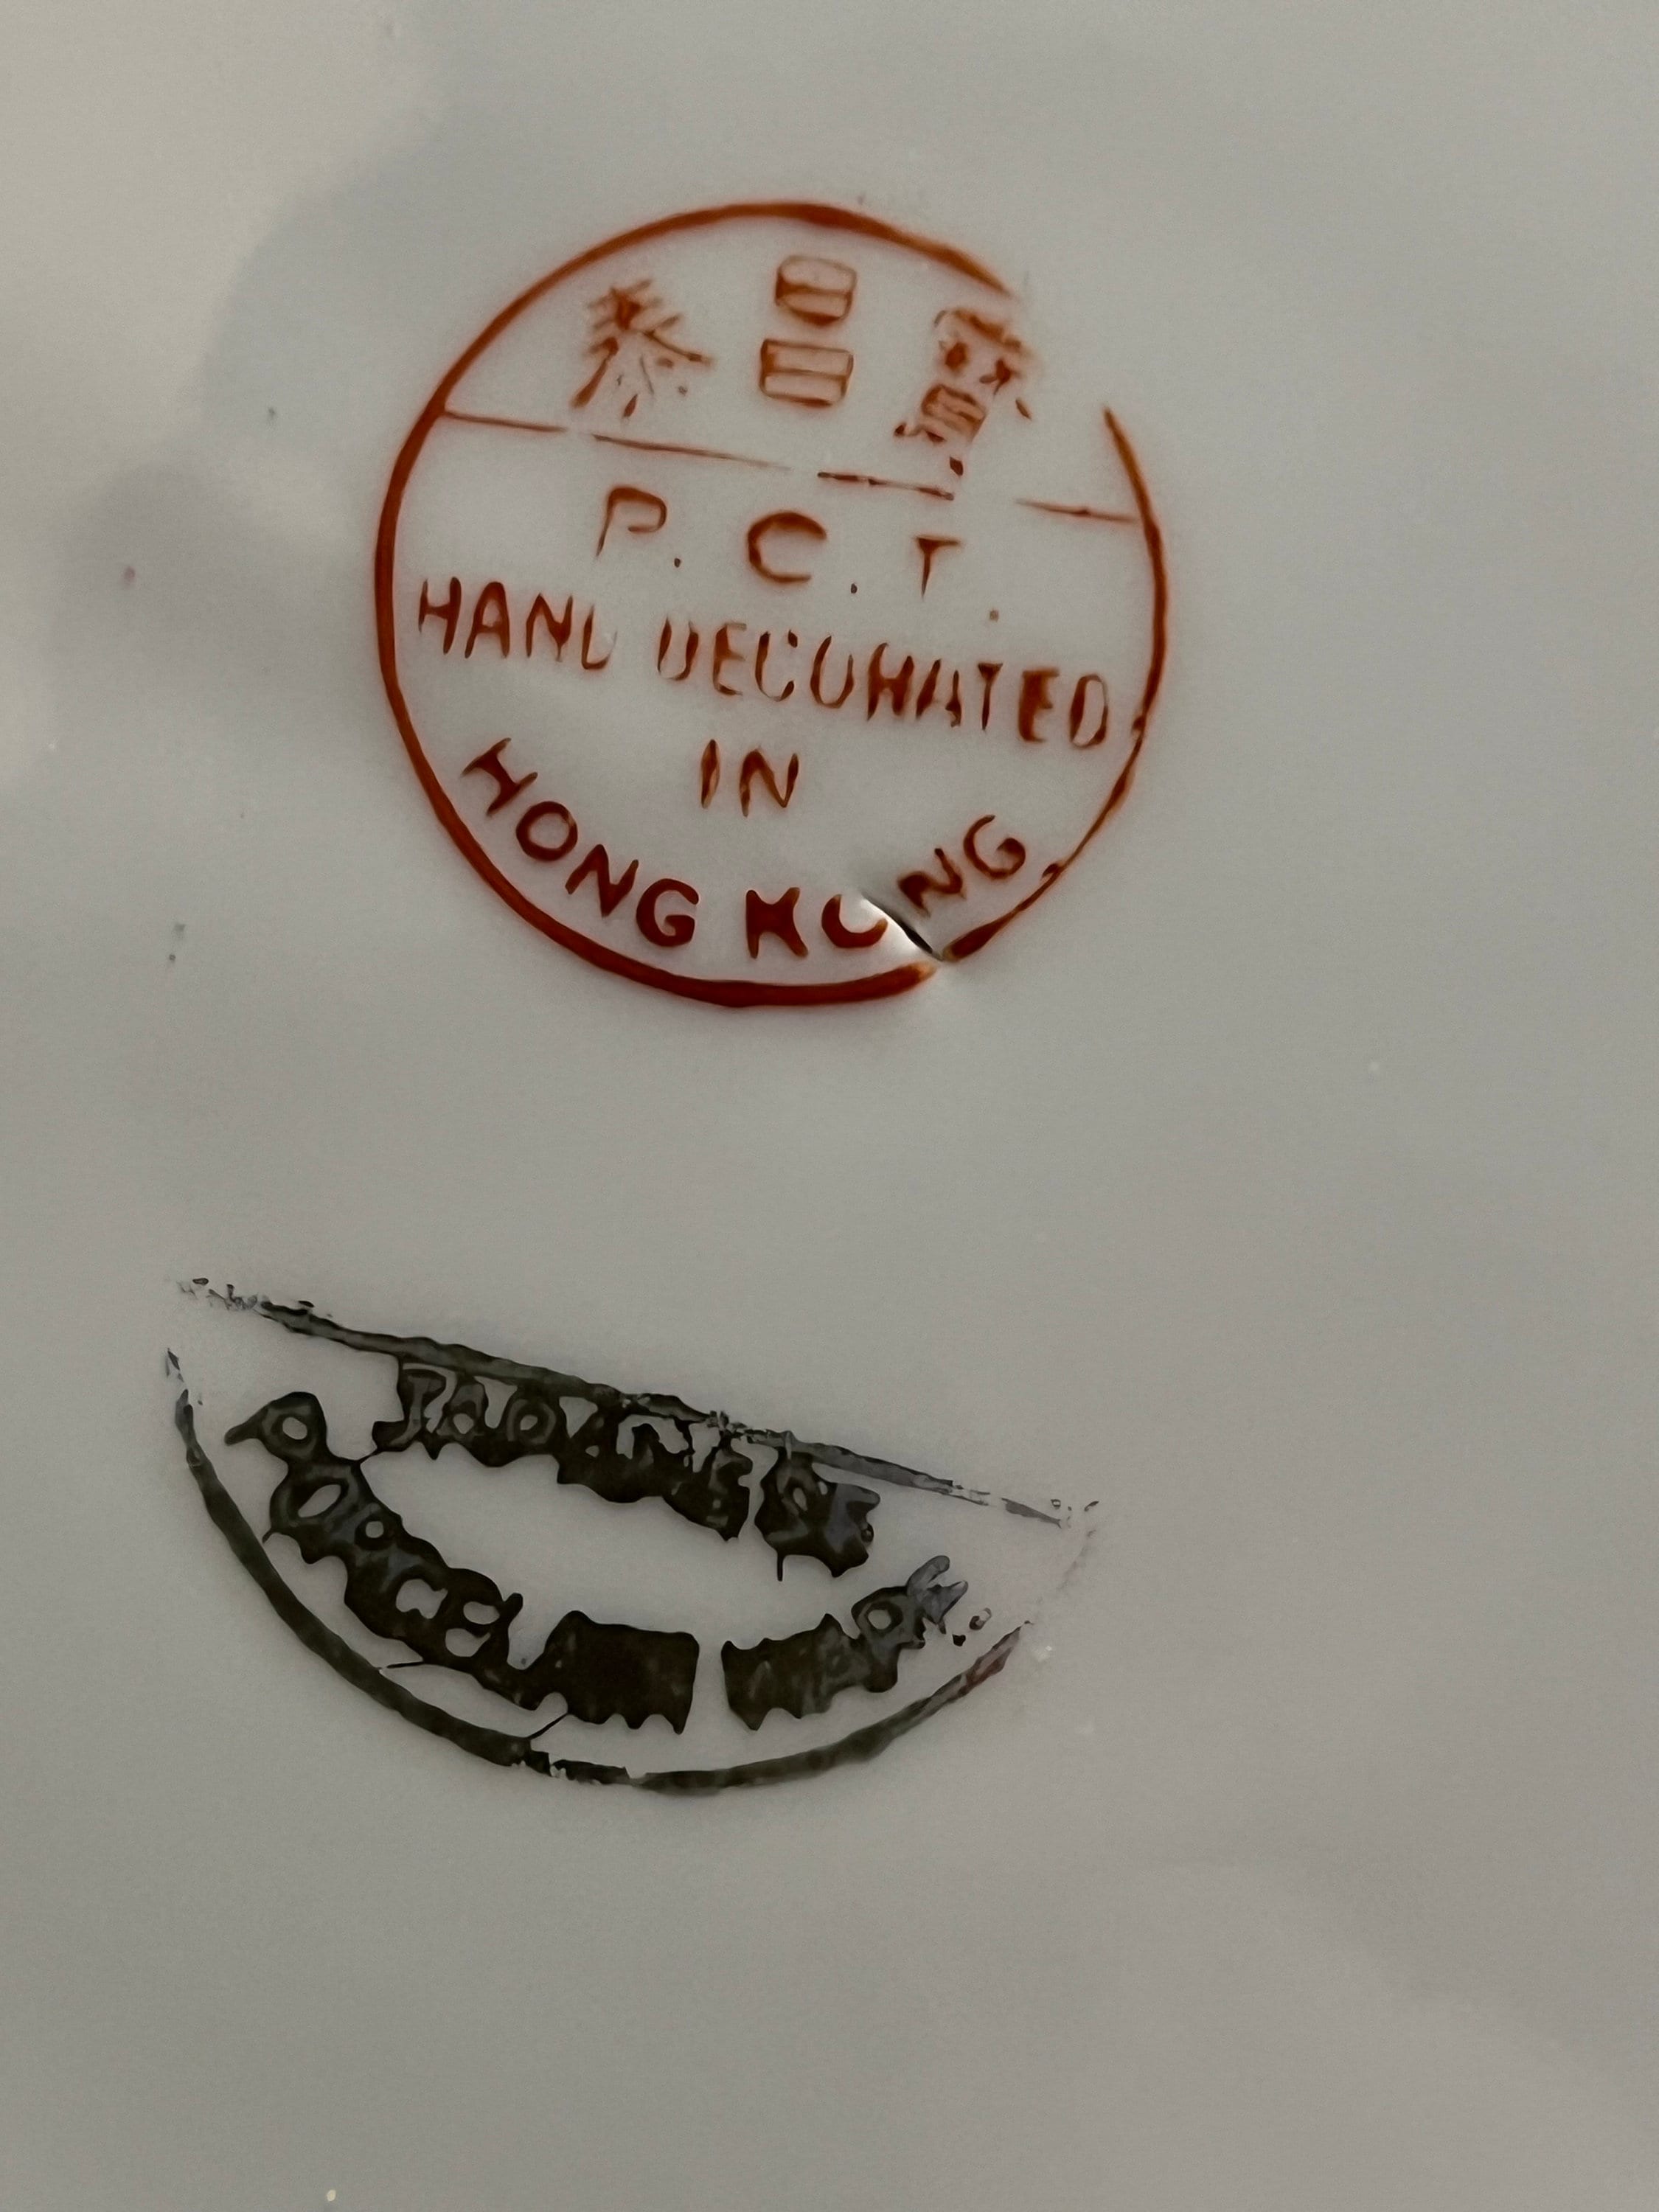 寶昌泰
P. C. T.
HAND DECORATED
IN
HONG KONG
JAPANESE
PORCELAIN WARE